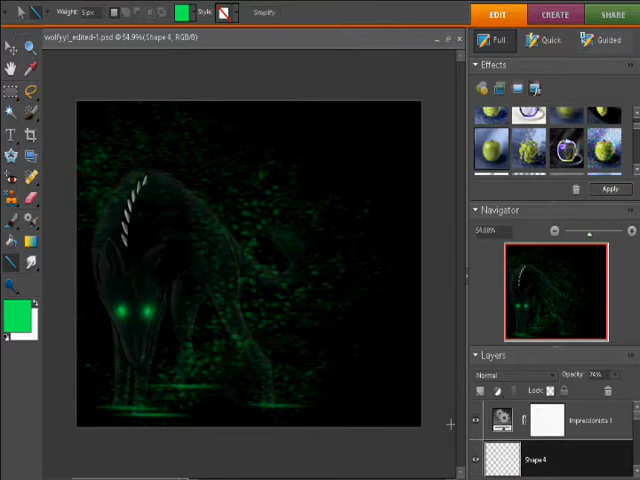 Weight: 5 px Style Simplify
EDIT CREATE SHARE
wolfyy!_edited-1.psd @ 54.9% (Shape 4, RGB/8)
Full Quick Guided
Effects
Apply
Navigator
54.88%
Layers
Normal Opacity: 74%
Lock:
Impressionista 1
Shape 4
T